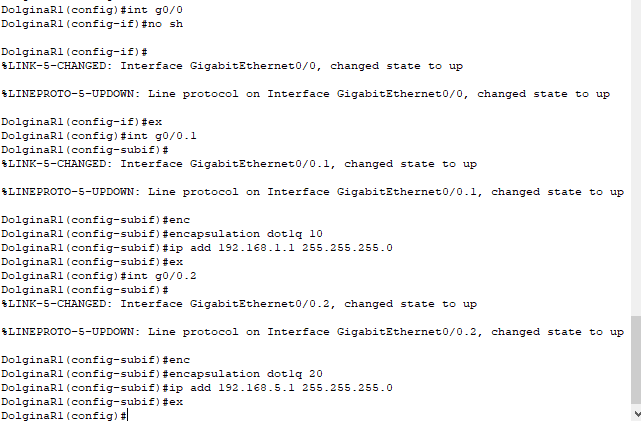 DolginaR1(config)#int g0/0
DolginaR1(config-if)#no sh
DolginaR1(config-if)#
%LINK-5-CHANGED: Interface GigabitEthernet0/0, changed state to up
%LINEPROTO-5-UPDOWN: Line protocol on Interface GigabitEthernet0/0, changed state to up
DolginaR1(config-if)#ex
DolginaR1(config)#int g0/0.1
DolginaR1(config-subif)#
%LINK-5-CHANGED: Interface GigabitEthernet0/0.1, changed state to up
%LINEPROTO-5-UPDOWN: Line protocol on Interface GigabitEthernet0/0.1, changed state to up
DolginaR1(config-subif)#enc
DolginaR1(config-subif)#encapsulation dot1q 10
DolginaR1(config-subif)#ip add 192.168.1.1 255.255.255.0
DolginaR1(config-subif)#ex
DolginaR1(config)#int g0/0.2
DolginaR1(config-subif)#
%LINK-5-CHANGED: Interface GigabitEthernet0/0.2, changed state to up
%LINEPROTO-5-UPDOWN: Line protocol on Interface GigabitEthernet0/0.2, changed state to up
DolginaR1(config-subif)#enc
DolginaR1(config-subif)#encapsulation dot1q 20
DolginaR1(config-subif)#ip add 192.168.5.1 255.255.255.0
DolginaR1(config-subif)#ex
DolginaR1(config)#